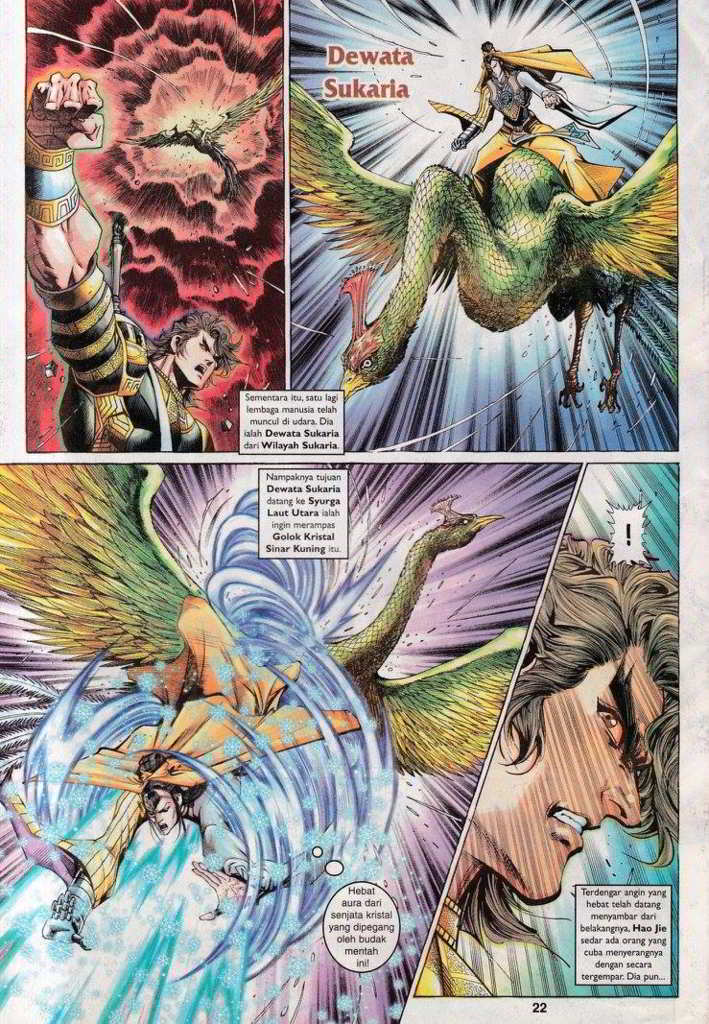 Dewata
Sukaria
Sementara itu, satu lagi
lembaga manusia telah
muncul di udara. Dia
ialah Dewata Sukaria
dari Wilayah Sukaria.
Nampaknya tujuan
Dewata Sukaria
datang ke Syurga
Laut Utara ialah
ingin merampas
Golok Kristal
Sinar Kuning itu.
!
Hebat
aura dari
senjata kristal
yang dipegang
oleh budak
mentah
ini!
Terdengar angin yang
hebat telah datang
menyambar dari
belakangnya, Hao Jie
sedar ada orang yang
cuba menyerangnya
dengan secara
tergempar. Dia pun...
22